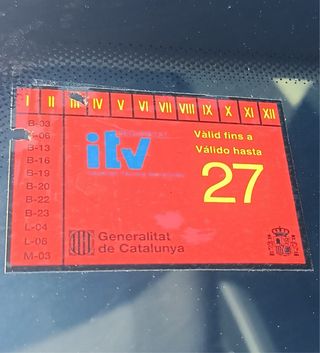 I II III IV V VI VII VIII IX X XI XII
B-03
-06
B-13
B-16
B-19
B-20
B-22
B-23
L-04
L-06
M-03
itv
Vàlid fins a
Válido hasta
27
Generalitat
de Catalunya